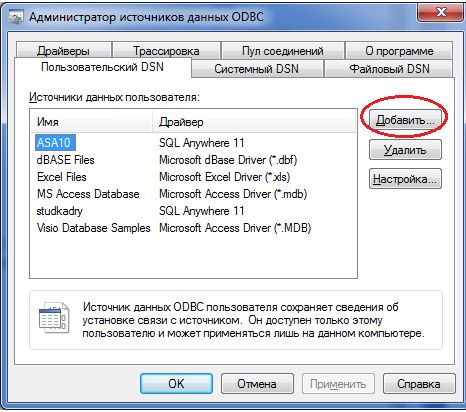 Администратор источников данных ODBC
Драйверы Трассировка Пул соединений О программе
Пользовательский DSN Системный DSN Файловый DSN
Источники данных пользователя:
Имя Драйвер
ASA10 SQL Anywhere 11
dBASE Files Microsoft dBase Driver (*.dbf)
Excel Files Microsoft Excel Driver (*.xls)
MS Access Database Microsoft Access Driver (*.mdb)
studkadry SQL Anywhere 11
Visio Database Samples Microsoft Access Driver (*.MDB)
Добавить...
Удалить
Настройка...
Источник данных ODBC пользователя сохраняет сведения об
установке связи с источником. Он доступен только этому
пользователю и может применяться лишь на данном компьютере.
OK Отмена Применить Справка